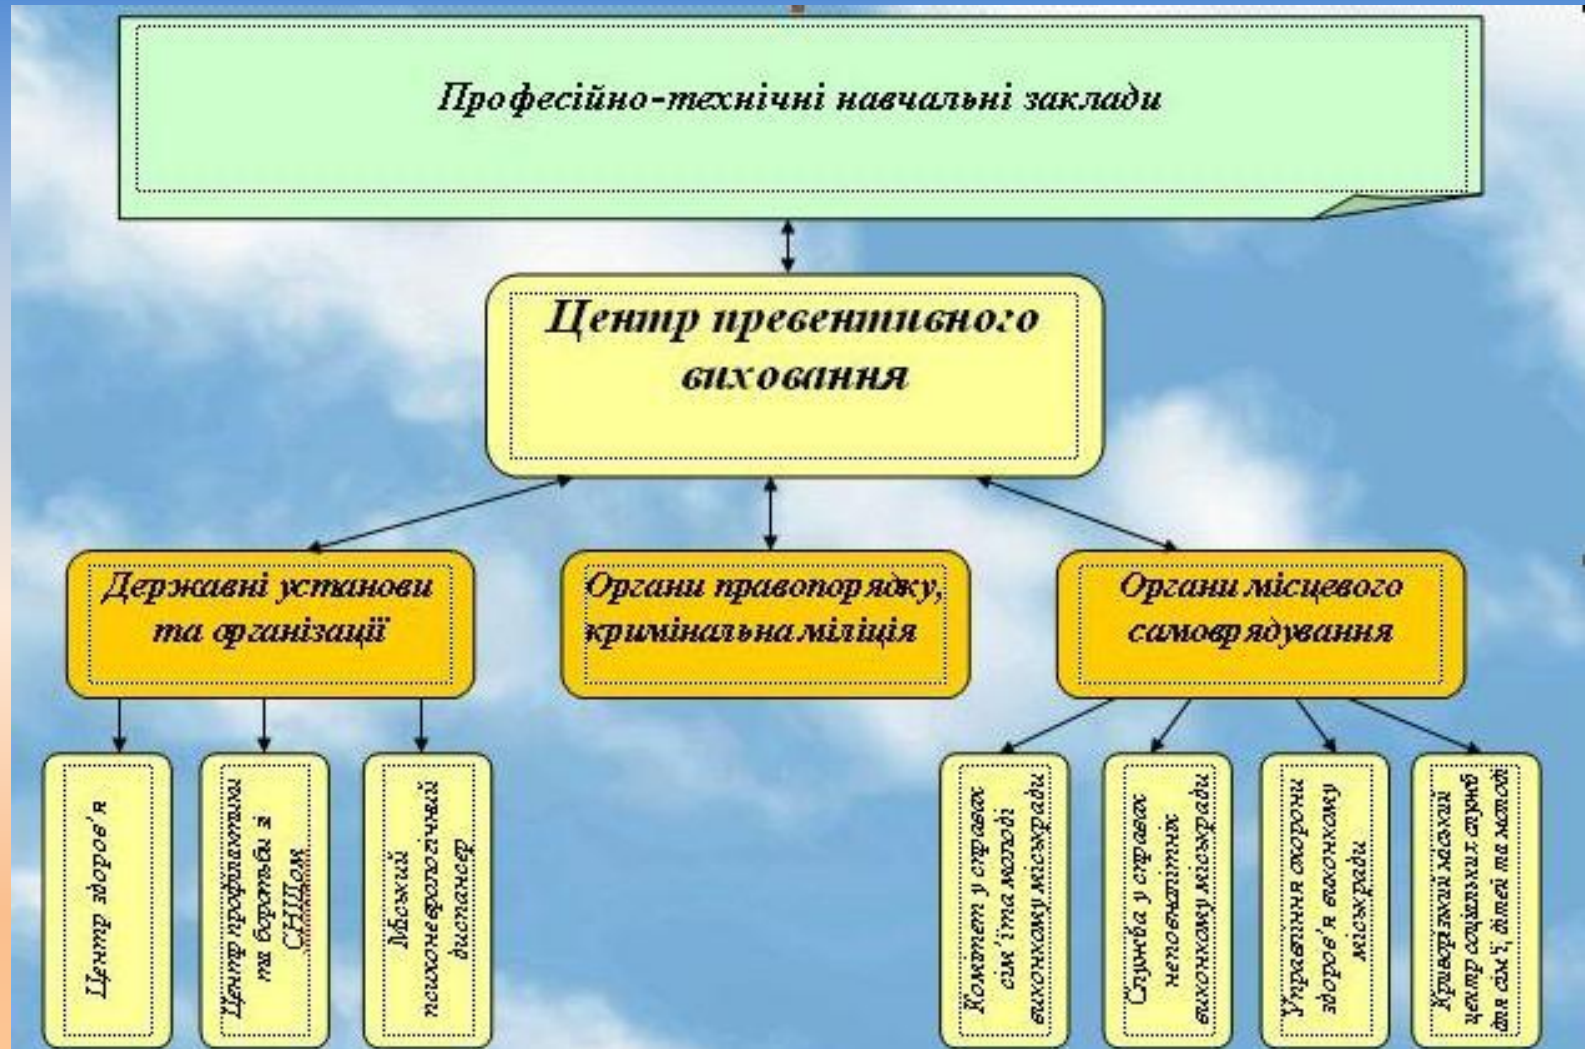 Професійно-технічні навчальні заклади
Центр превентивного
виховання
Державні установи
та організації
Органи правопорядку,
кримінальна міліція
Органи місцевого
самоврядування
Центр здоров'я
Центр профілактики
та боротьби зі
СНІДом
Міський
психоневрологічний
диспансер
Комітет у справах
сім'ї та молоді
виконкому міськради
Служба у справах
неповнолітніх
виконкому міськради
Управління охорони
здоров'я виконкому
міськради
Криворізький міський
центр соціальних служб
для сім'ї, дітей та молоді